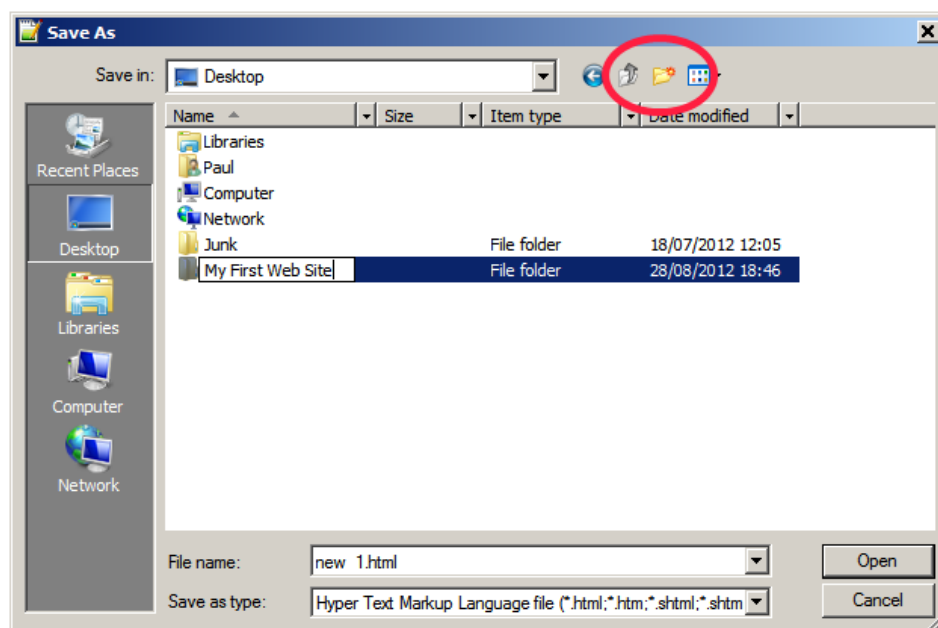 Save As
Save in: Desktop
Name Size Item type Date modified
Libraries
Paul
Computer
Network
Junk File folder 18/07/2012 12:05
My First Web Site File folder 28/08/2012 18:46
Recent Places
Desktop
Libraries
Computer
Network
File name: new 1.html Open
Save as type: Hyper Text Markup Language file (*.html;*.htm;*.shtml;*.shtm Cancel